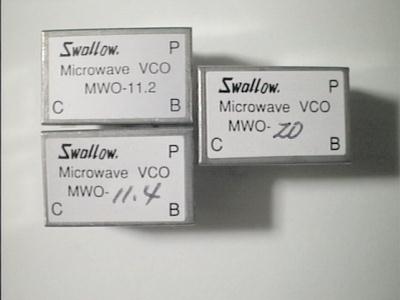 Swallow. P
Microwave VCO
MWO-11.2
C B
Swallow. P
Microwave VCO
MWO-20
C B
Swallow. P
Microwave VCO
MWO-11.4
C B